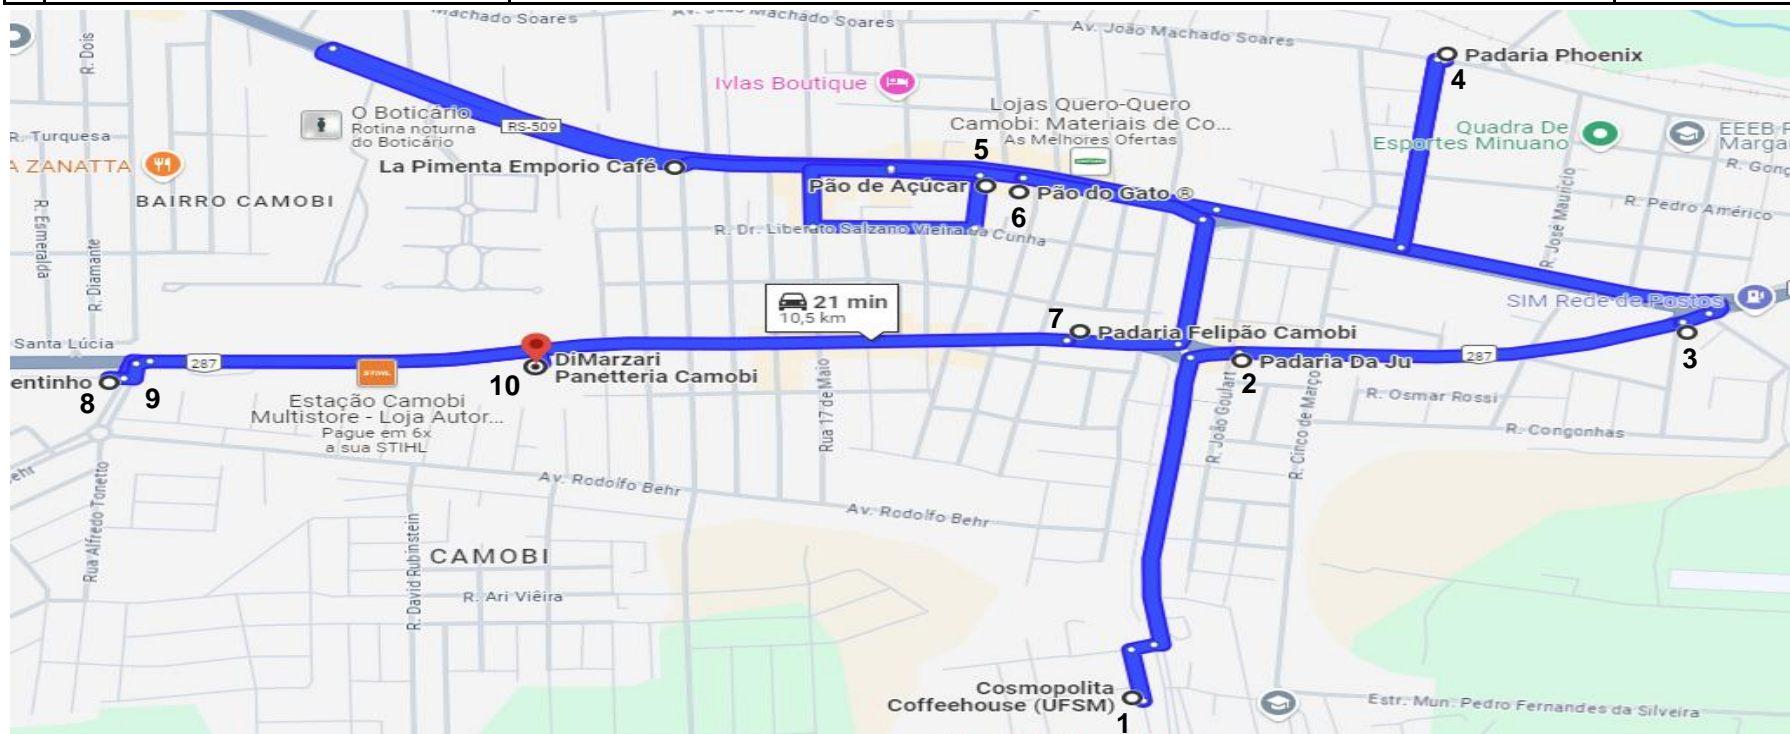 Machado Soares
Av. João Machado Soares
Av. João Machado Soares
Padaria Phoenix
4
R. Dois
Ivlas Boutique
O Boticário
Rotina noturna
do Boticário
RS-509
Lojas Quero-Quero
Camobi: Materiais de Co...
As Melhores Ofertas
Quadra De
Esportes Minuano
EEEB P
Margar
R. Gonç
R. Turquesa
A ZANATTA
La Pimenta Emporio Café
5
Pão de Açúcar
Pão do Gato ®
6
BAIRRO CAMOBI
R. Esmeralda
R. Diamante
R. José Maurício
R. Pedro Américo
R. Dr. Liberato Salzano Vieira da Cunha
21 min
10,5 km
7
Padaria Felipão Camobi
SIM Rede de Postos
3
Santa Lúcia
287
entinho
8
9
STIHL
10
DiMarzari
Panetteria Camobi
Rua 17 de Maio
Padaria Da Ju
2
287
R. João Goulart
R. Cinco de Março
R. Osmar Rossi
R. Congonhas
Estação Camobi
Multistore - Loja Autor...
Pague em 6x
a sua STIHL
ehr
Rua Alfredo Tonetto
Av. Rodolfo Behr
Av. Rodolfo Behr
R. David Rubinstein
CAMOBI
R. Ari Viêira
Cosmopolita
Coffeehouse (UFSM)
1
Estr. Mun. Pedro Fernandes da Silveira